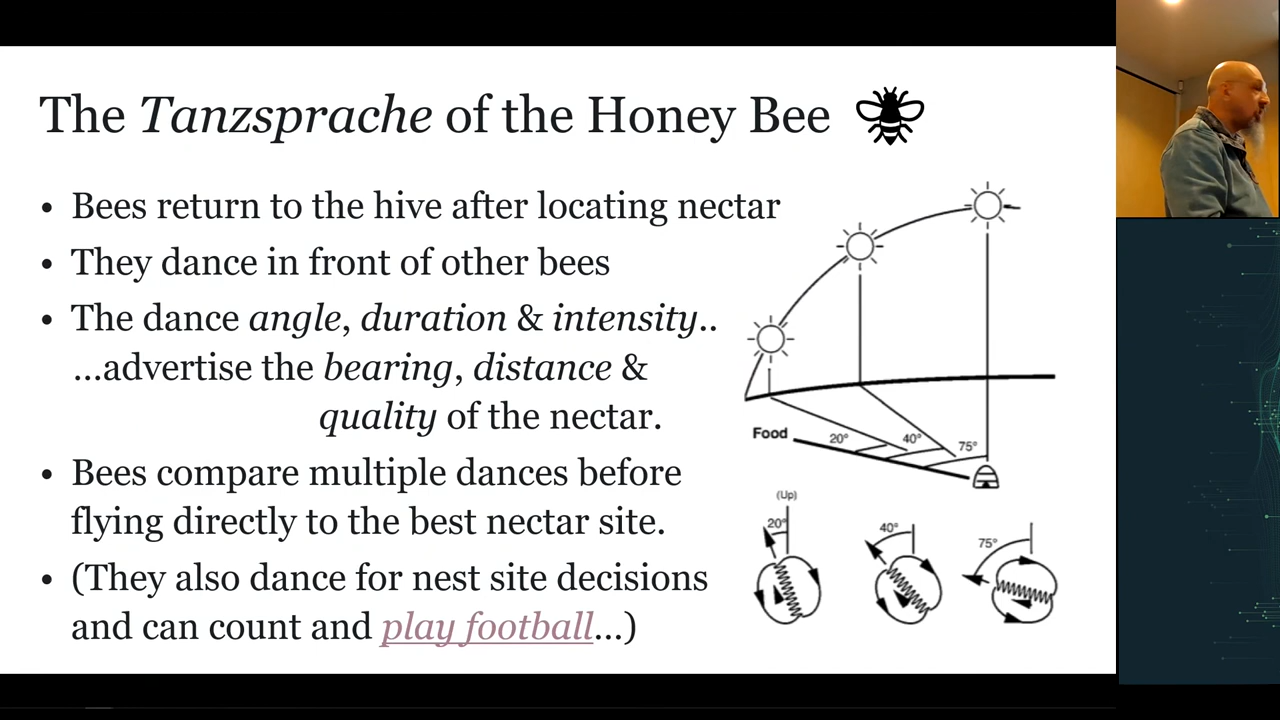 The Tanzsprache of the Honey Bee
• Bees return to the hive after locating nectar
• They dance in front of other bees
• The dance angle, duration & intensity..
...advertise the bearing, distance &
quality of the nectar.
• Bees compare multiple dances before
flying directly to the best nectar site.
• (They also dance for nest site decisions
and can count and play football...)
Food
20°
40°
75°
(Up)
20°
40°
75°